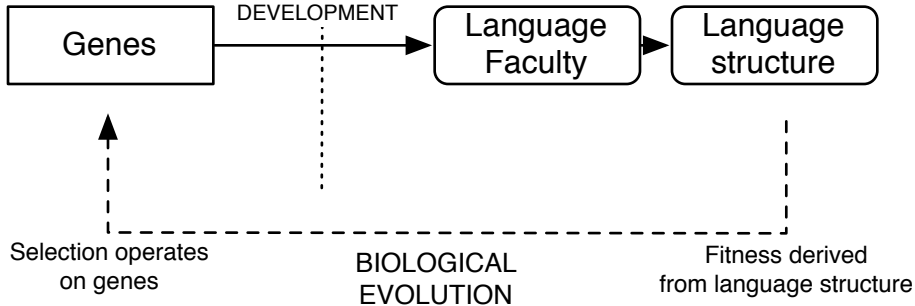 DEVELOPMENT
Genes
Language
Faculty
Language
structure
Selection operates
on genes
BIOLOGICAL
EVOLUTION
Fitness derived
from language structure